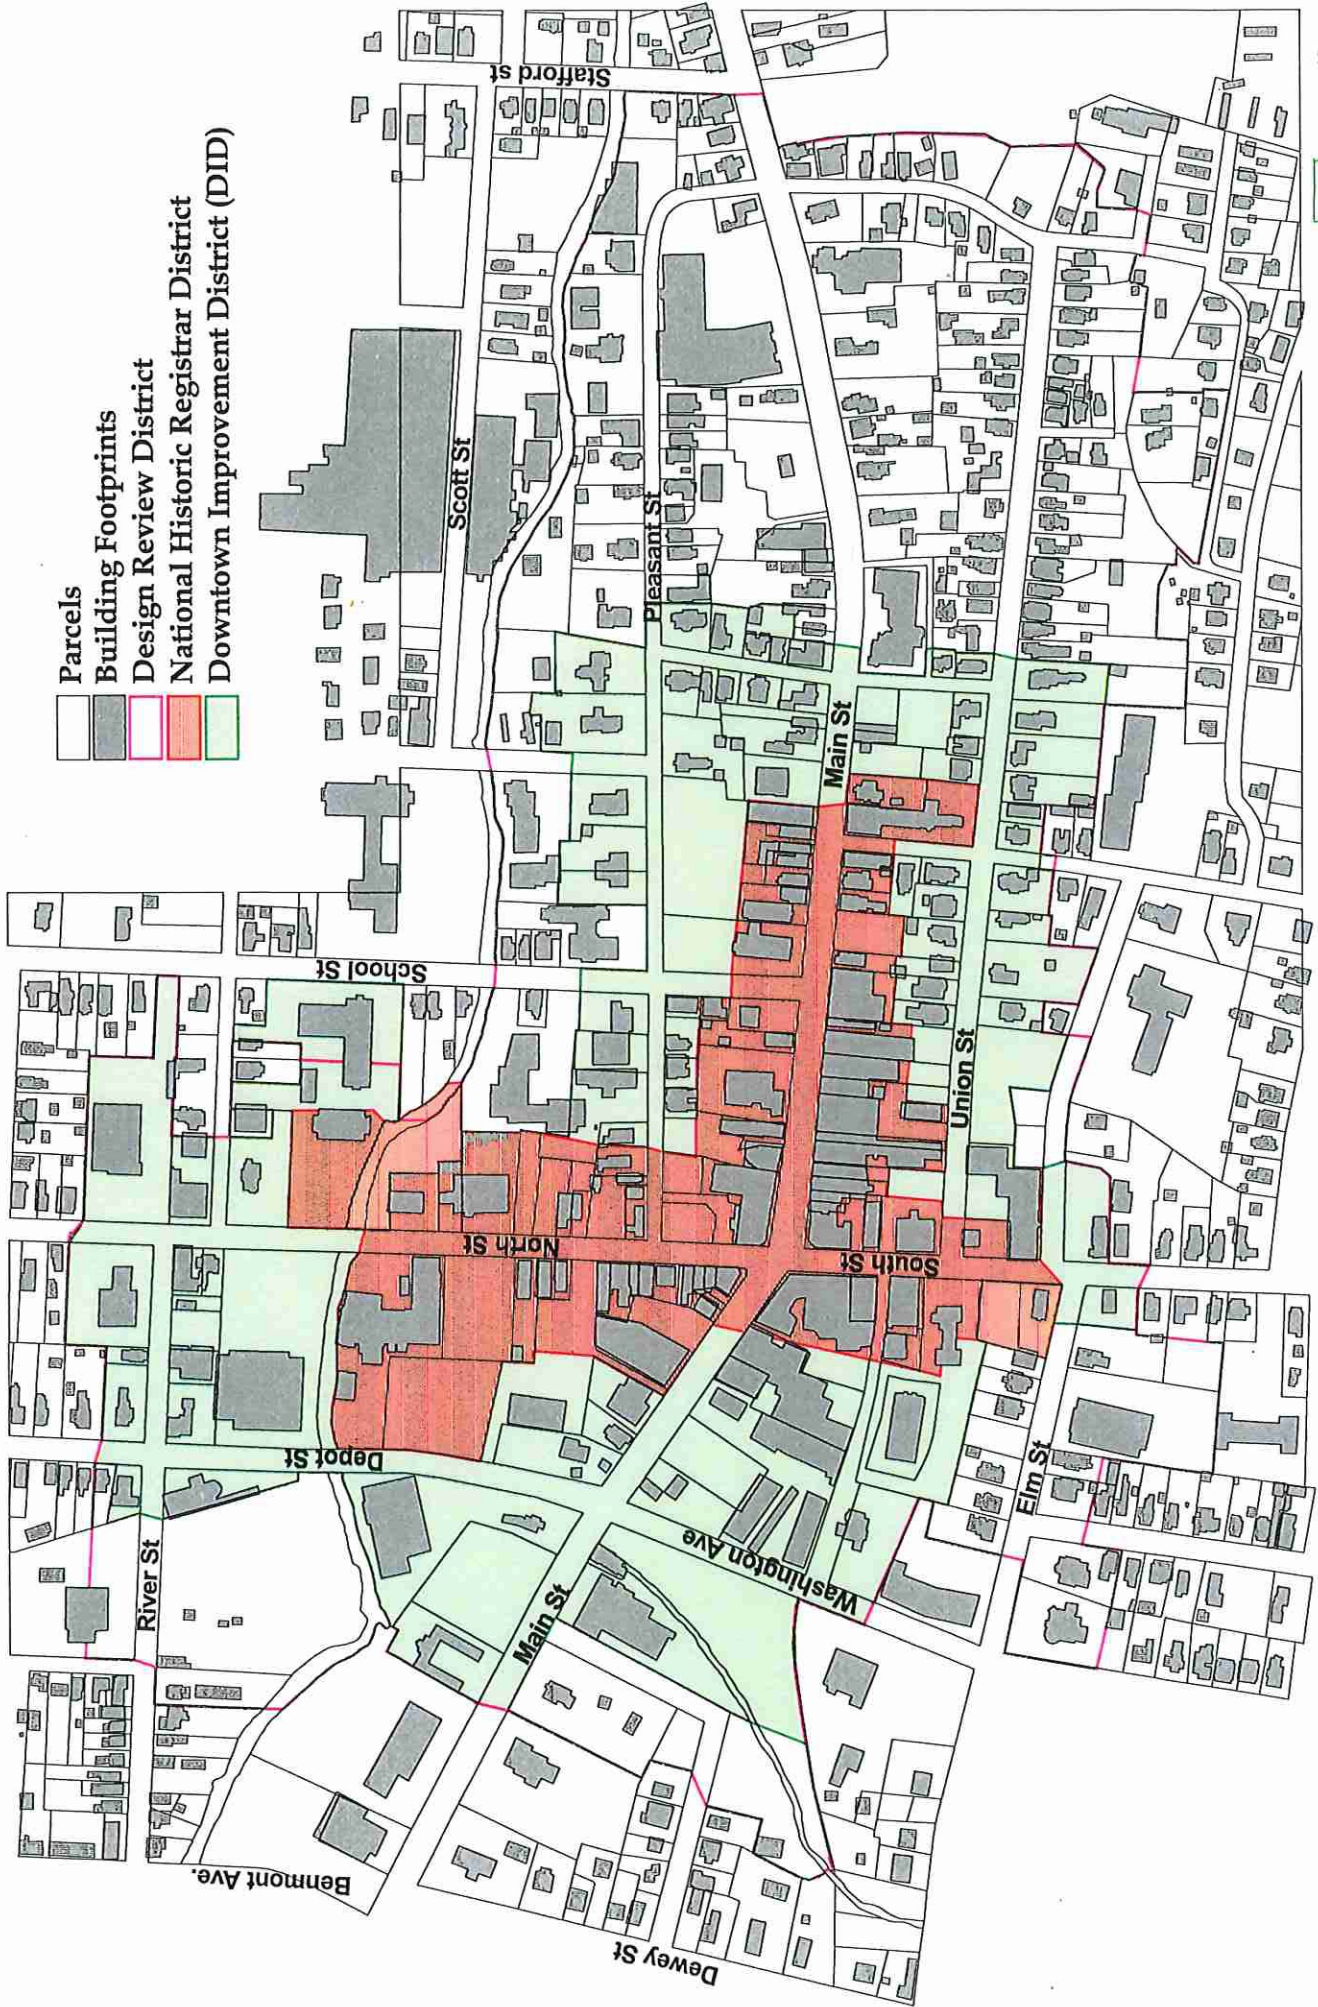 Parcels
Building Footprints
Design Review District
National Historic Registrar District
Downtown Improvement District (DID)
Stafford st
Scott St
School St
Pleasant St
Main St
Union St
North St
South St
Depot St
River St
Elm St
Washington Ave
Main St
Benmont Ave.
Dewey St